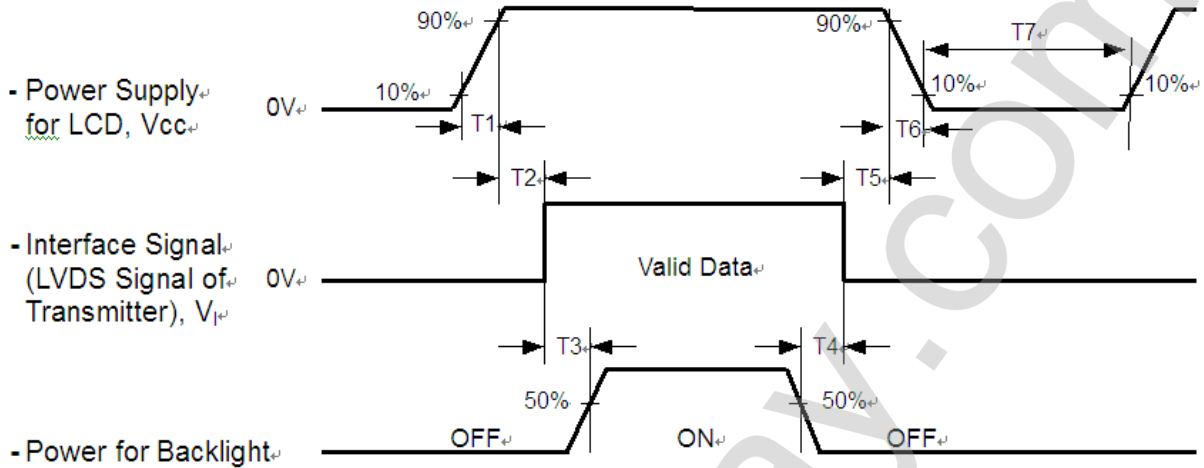 90%
90%
T7
- Power Supply
for LCD, Vcc
0V
10%
10%
10%
T1
T6
T2
T5
- Interface Signal
(LVDS Signal of
Transmitter), VI
0V
Valid Data
T3
T4
50%
50%
- Power for Backlight
OFF
ON
OFF